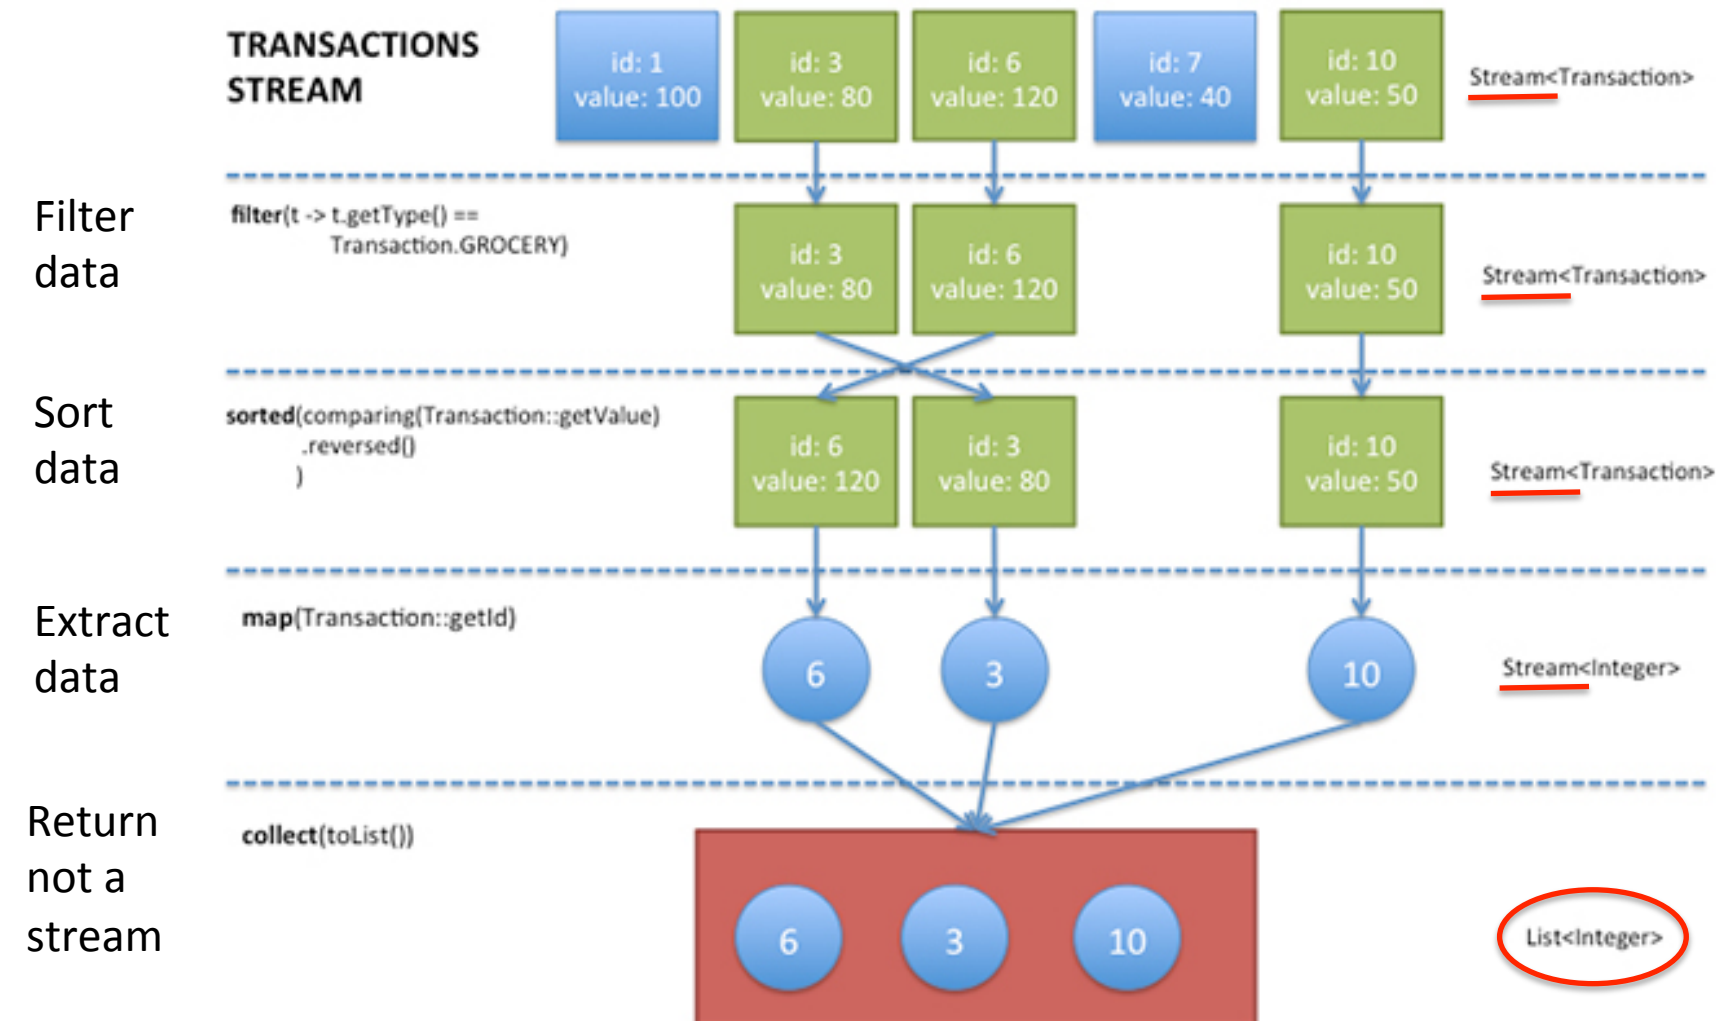 TRANSACTIONS
STREAM
id: 1
value: 100
id: 3
value: 80
id: 6
value: 120
id: 7
value: 40
id: 10
value: 50
Stream<Transaction>
Filter
data
filter(t -> t.getType() ==
Transaction.GROCERY)
id: 3
value: 80
id: 6
value: 120
id: 10
value: 50
Stream<Transaction>
Sort
data
sorted(comparing(Transaction::getValue)
.reversed()
)
id: 6
value: 120
id: 3
value: 80
id: 10
value: 50
Stream<Transaction>
Extract
data
map(Transaction::getId)
6
3
10
Stream<Integer>
Return
not a
stream
collect(toList())
6
3
10
List<Integer>